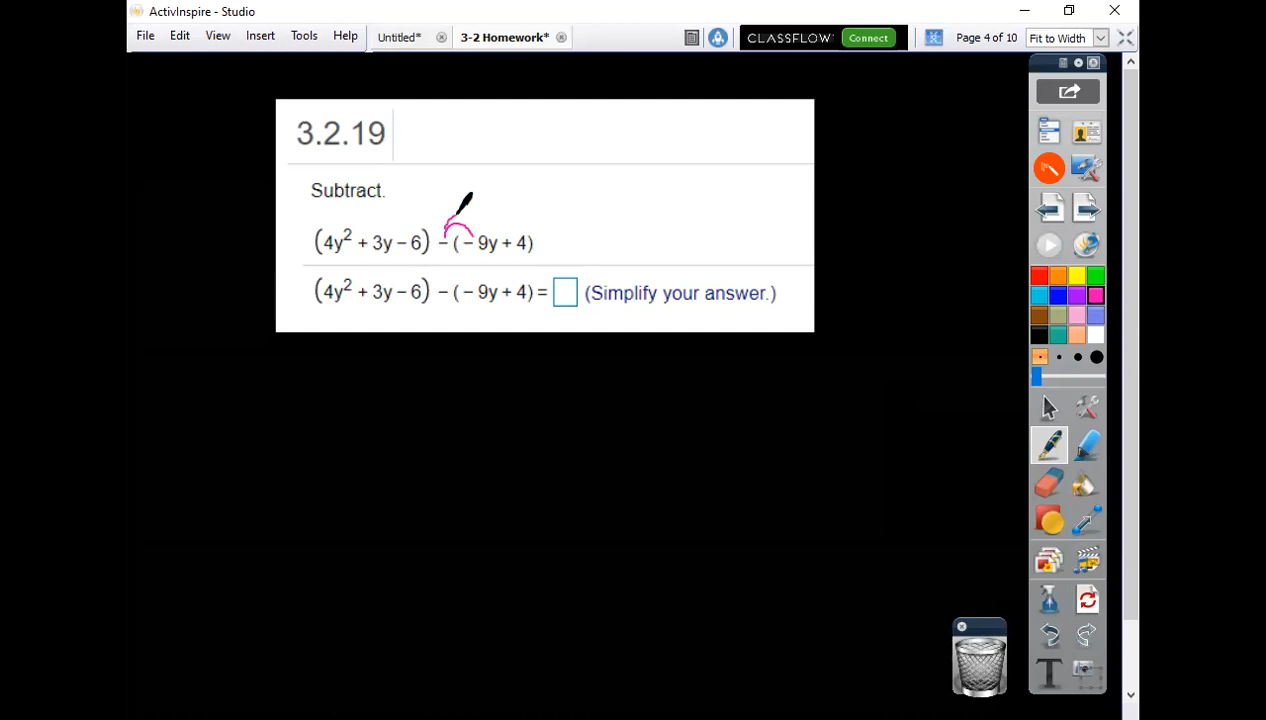 ActivInspire - Studio
File Edit View Insert Tools Help Untitled* 3-2 Homework* CLASSFLOW Connect Page 4 of 10 Fit to Width
3.2.19
Subtract.
(4y² + 3y − 6) − (− 9y + 4)
(4y² + 3y − 6) − (− 9y + 4) = (Simplify your answer.)